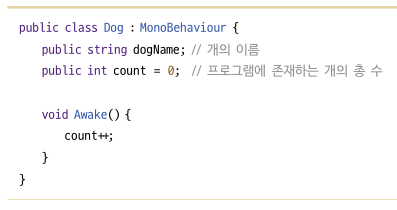 public class Dog : MonoBehaviour {
    public string dogName; // 개의 이름
    public int count = 0;  // 프로그램에 존재하는 개의 총 수

    void Awake() {
        count++;
    }
}